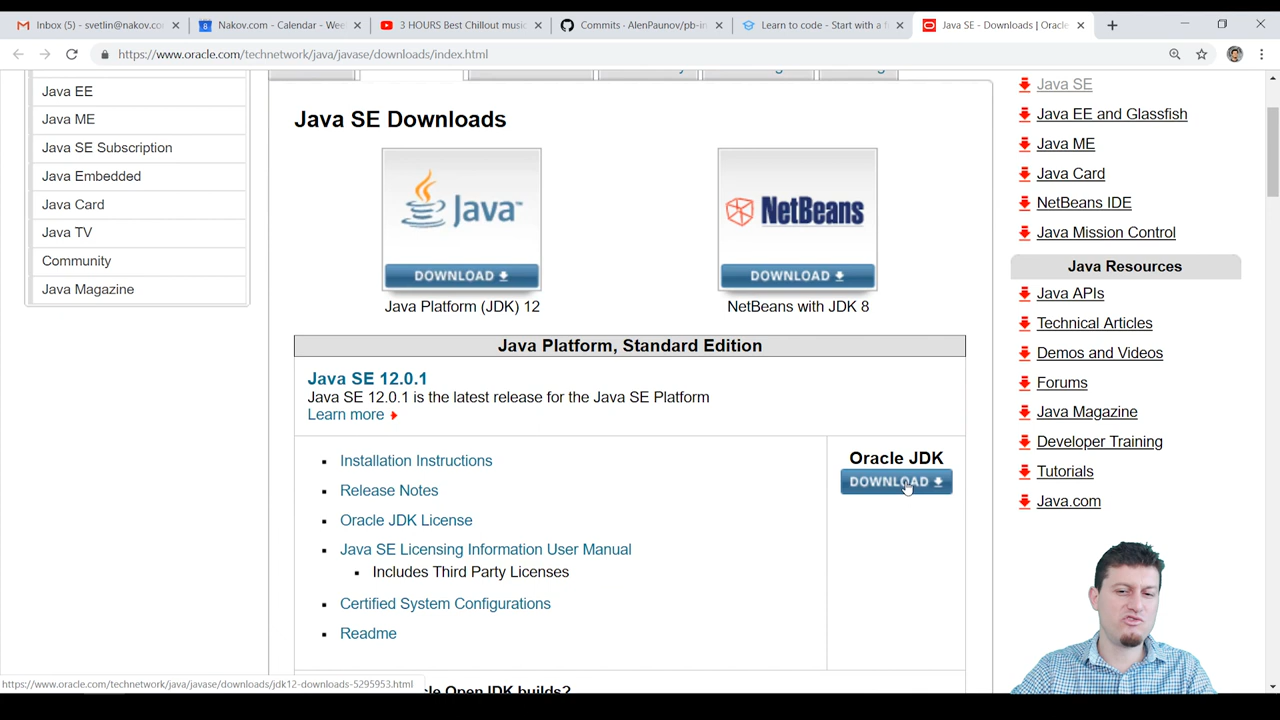 Inbox (5) - svetlin@nakov.co
Nakov.com - Calendar - Wee
3 HOURS Best Chillout music
Commits · AlenPaunov/pb-in
Learn to code - Start with a f
Java SE - Downloads | Oracle
https://www.oracle.com/technetwork/java/javase/downloads/index.html
Java EE
Java ME
Java SE Subscription
Java Embedded
Java Card
Java TV
Community
Java Magazine
Java SE Downloads
Java™
NetBeans
DOWNLOAD
DOWNLOAD
Java Platform (JDK) 12
NetBeans with JDK 8
Java Platform, Standard Edition
Java SE 12.0.1
Java SE 12.0.1 is the latest release for the Java SE Platform
Learn more
Installation Instructions
Release Notes
Oracle JDK License
Java SE Licensing Information User Manual
Includes Third Party Licenses
Certified System Configurations
Readme
Oracle JDK
DOWNLOAD
Java SE
Java EE and Glassfish
Java ME
Java Card
NetBeans IDE
Java Mission Control
Java Resources
Java APIs
Technical Articles
Demos and Videos
Forums
Java Magazine
Developer Training
Tutorials
Java.com
https://www.oracle.com/technetwork/java/javase/downloads/jdk12-downloads-5295953.html
Open JDK builds?